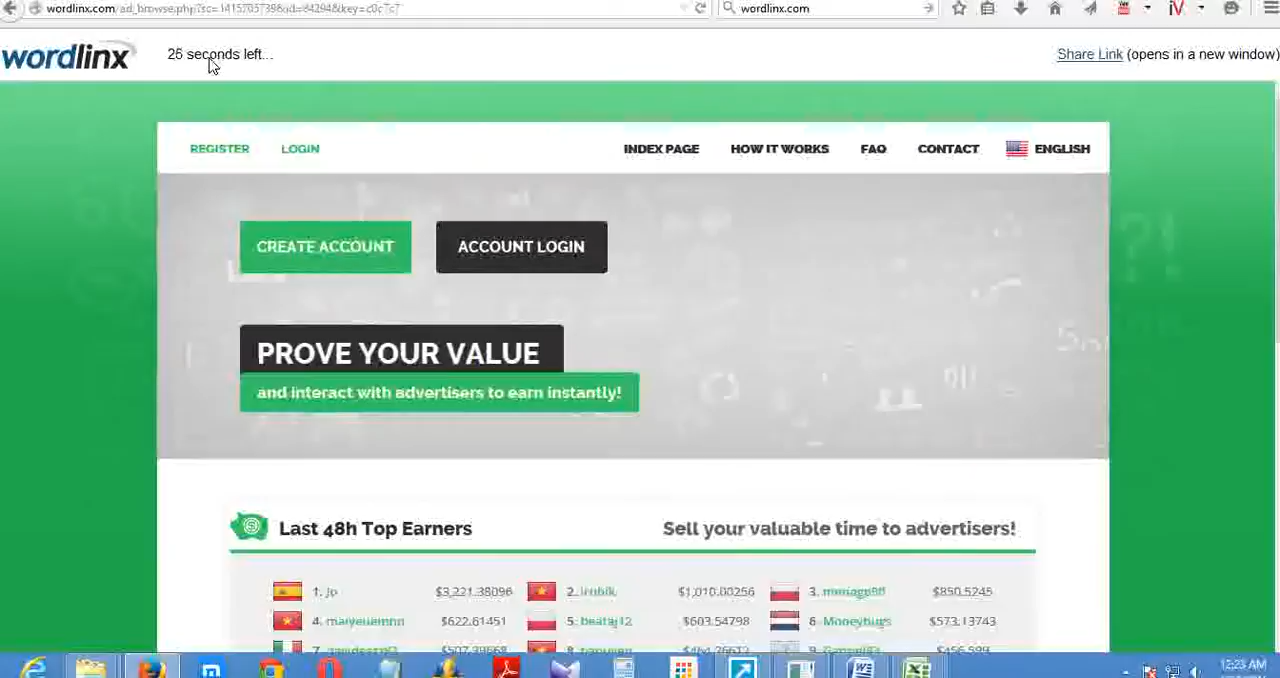 wordlinx.com
wordlinx 26 seconds left... Share Link (opens in a new window)
REGISTER LOGIN INDEX PAGE HOW IT WORKS FAQ CONTACT ENGLISH
CREATE ACCOUNT ACCOUNT LOGIN
PROVE YOUR VALUE
and interact with advertisers to earn instantly!
Last 48h Top Earners Sell your valuable time to advertisers!
1. Jo $3,221.38096 2. $1,010.00256 3. $850.5245
4. $622.61451 5. beataj12 $603.54798 6. Moneybugs $573.13743
12:23 AM